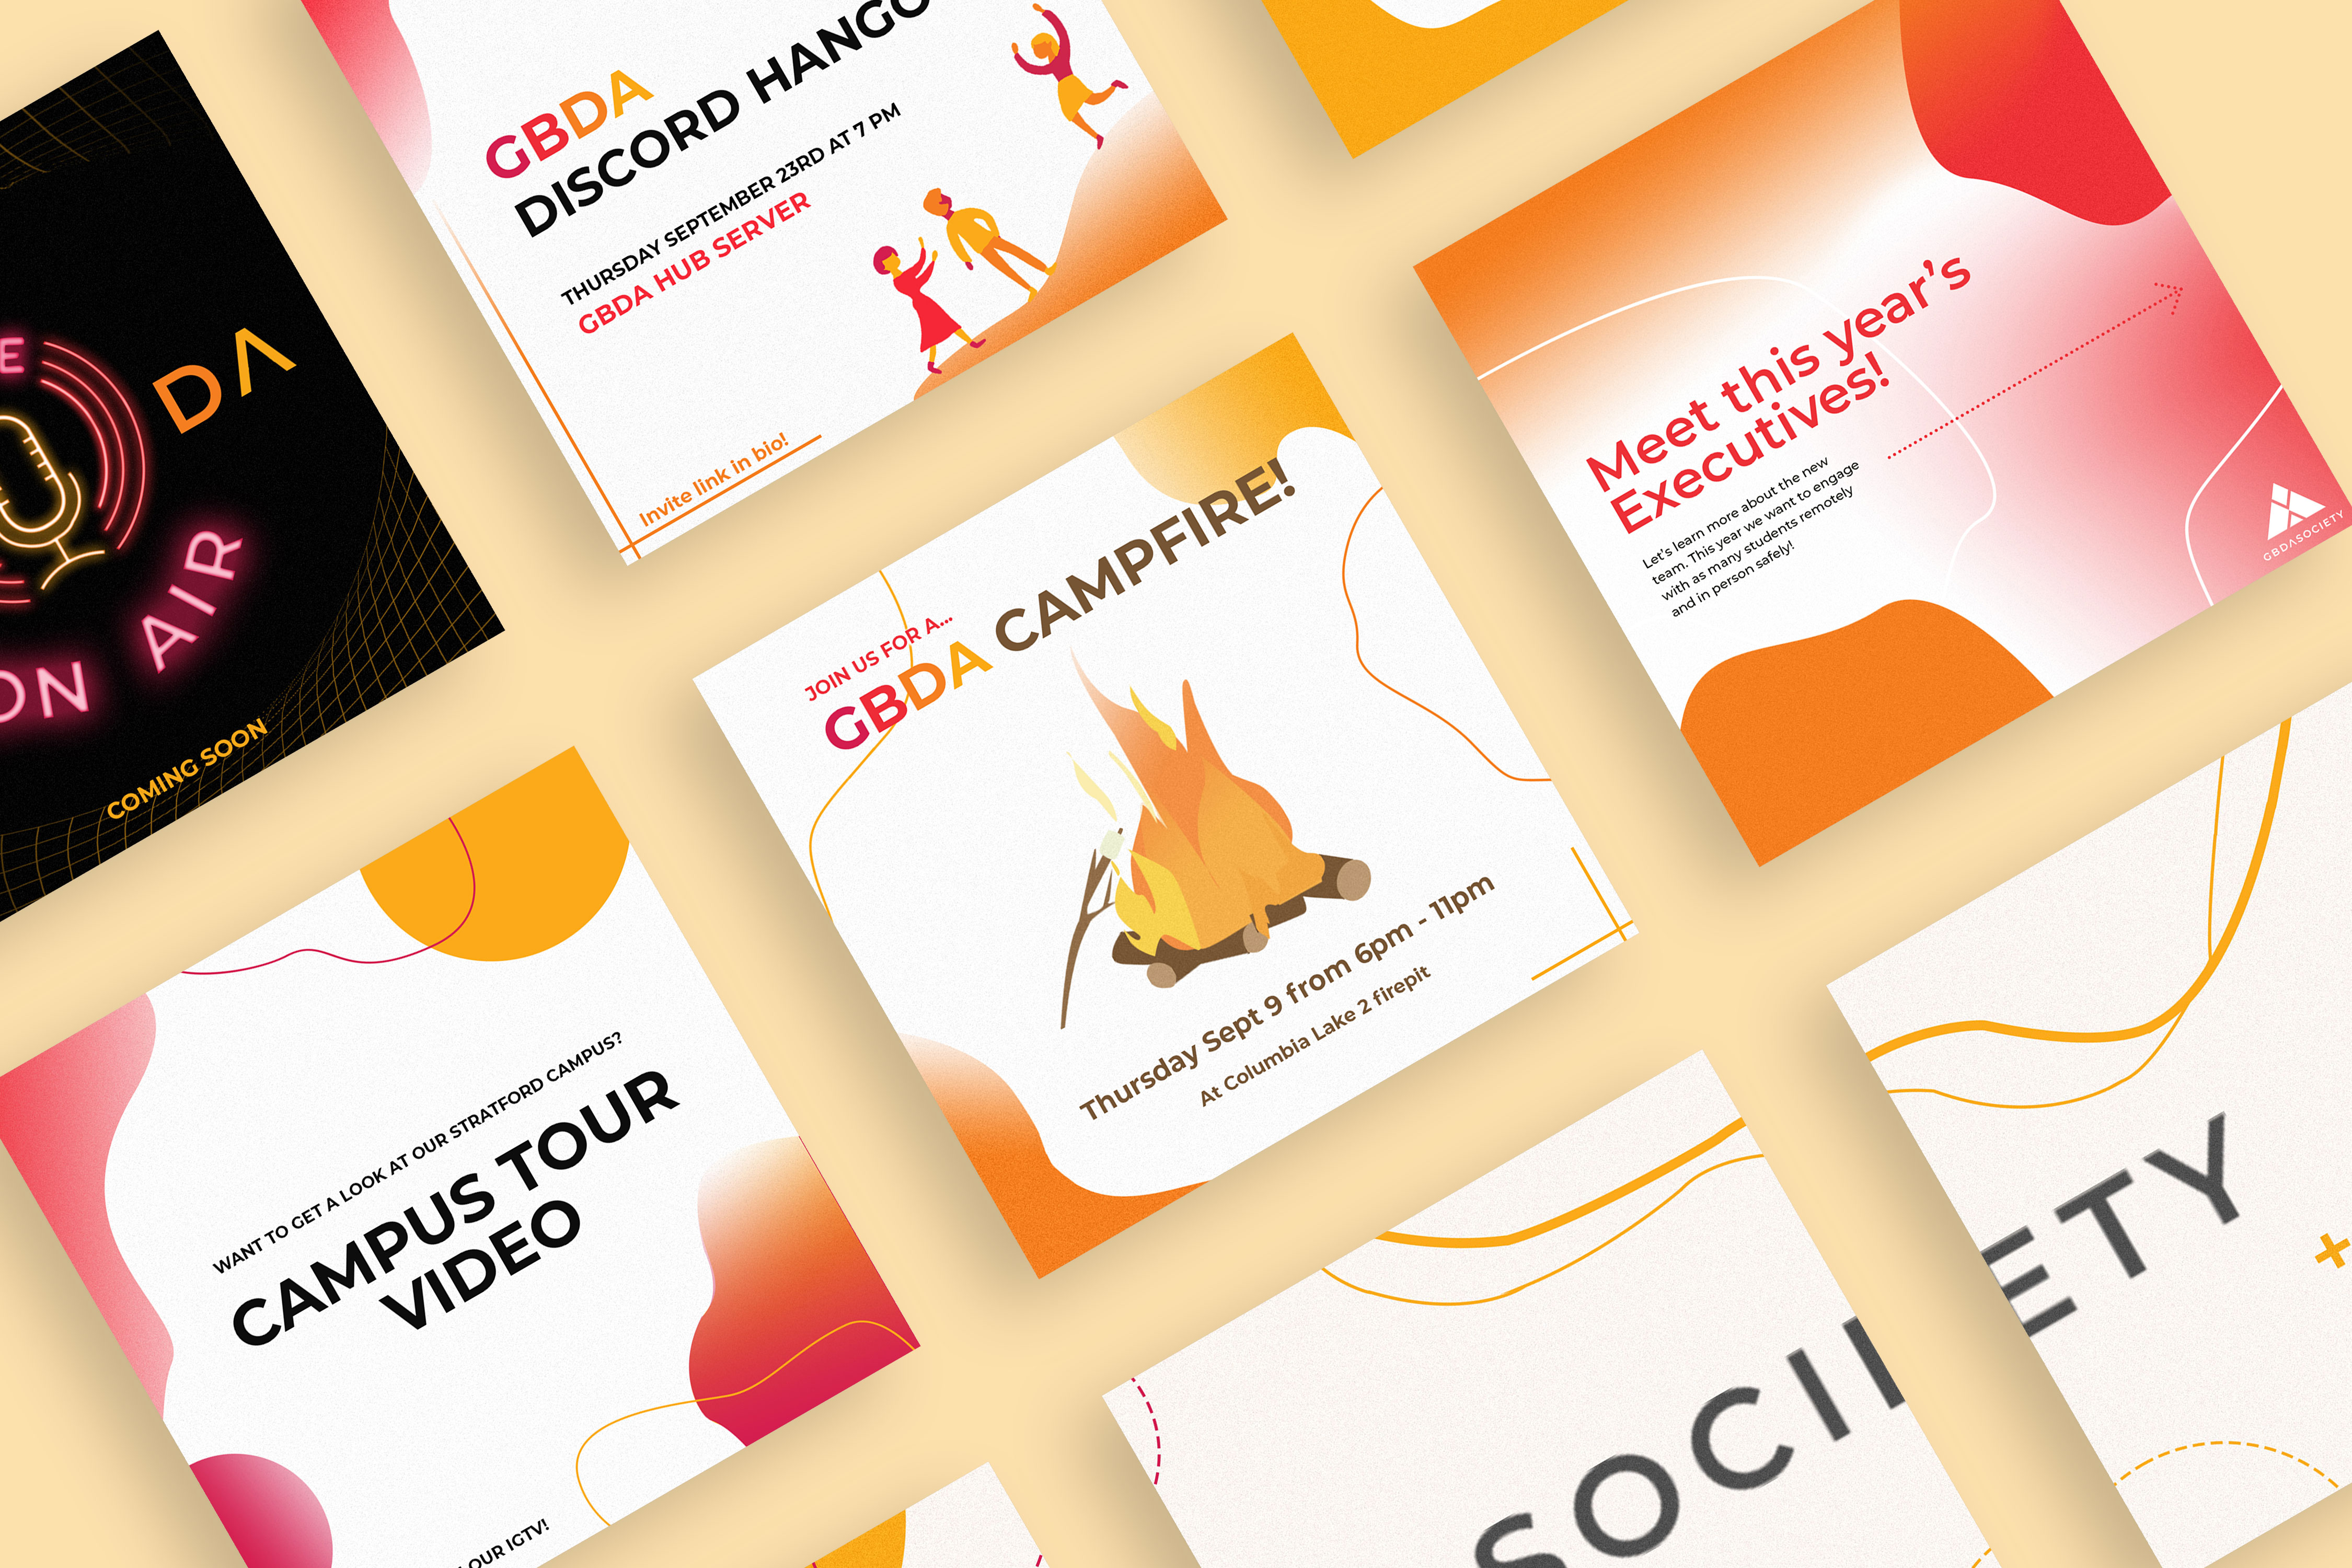 DA
ON AIR
COMING SOON
GBDA
DISCORD
THURSDAY SEPTEMBER 23RD AT 7 PM
GBDA HUB SERVER
Invite link in bio!
Meet this year's
Executives!
Let's learn more about the new
team. This year we want to engage
with as many students remotely
and in person safely!
GBDASOCIETY
JOIN US FOR A...
GBDA CAMPFIRE!
Thursday Sept 9 from 6pm - 11pm
At Columbia Lake 2 firepit
WANT TO GET A LOOK AT OUR STRATFORD CAMPUS?
CAMPUS TOUR
VIDEO
OUR IGTV!
SOCI
ETY